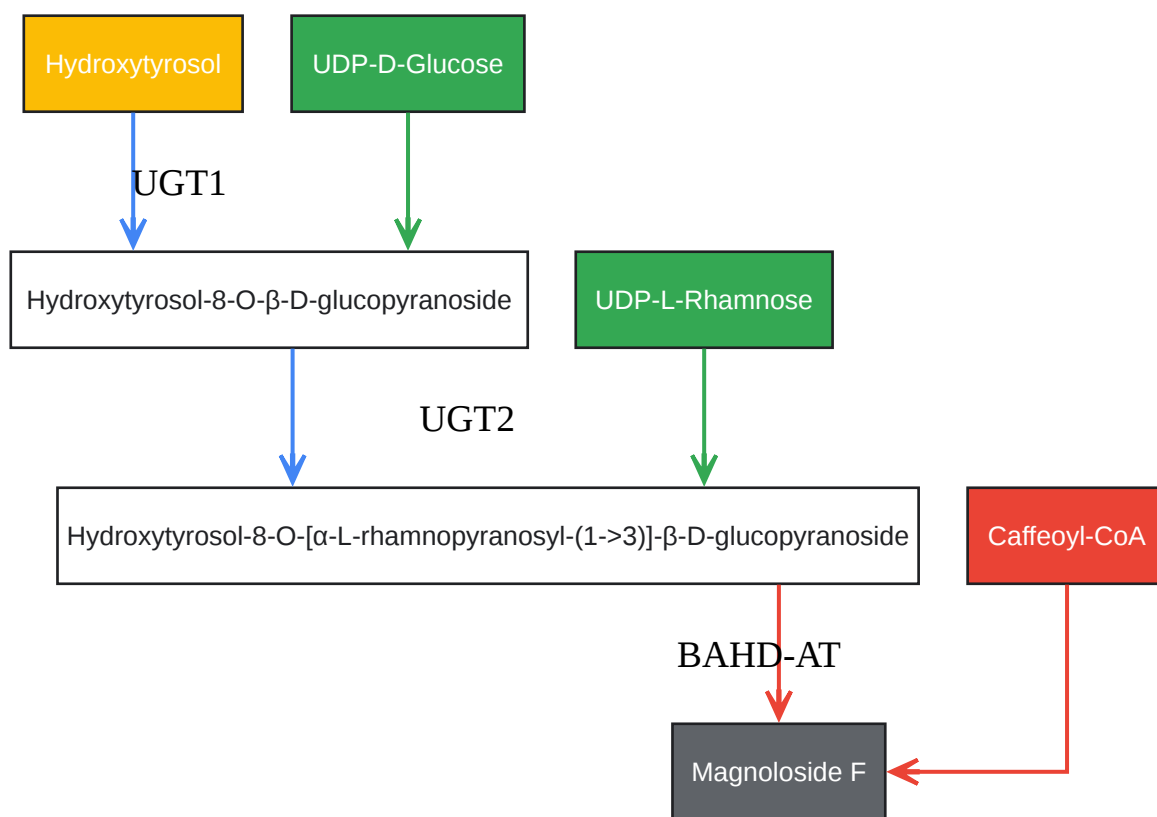 Hydroxytyrosol
UDP-D-Glucose
UGT1
Hydroxytyrosol-8-O-β-D-glucopyranoside
UDP-L-Rhamnose
UGT2
Hydroxytyrosol-8-O-[α-L-rhamnopyranosyl-(1->3)]-β-D-glucopyranoside
Caffeoyl-CoA
BAHD-AT
Magnoloside F